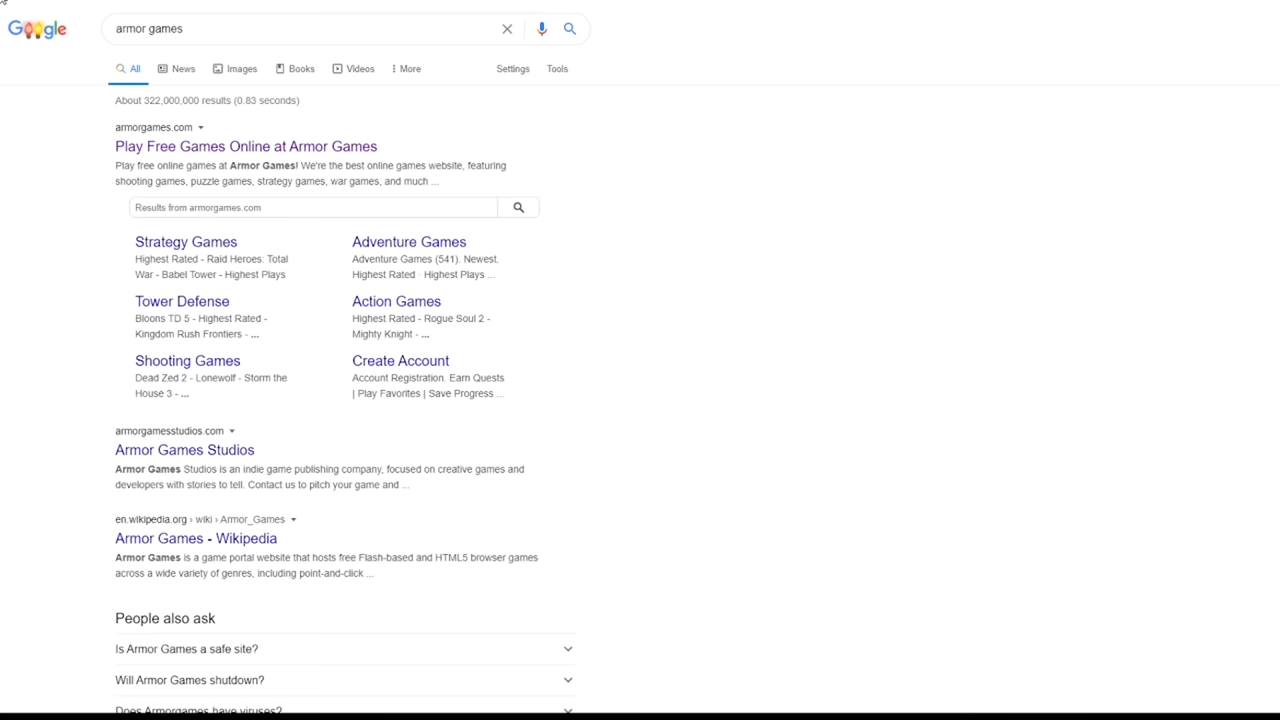 Google
armor games
All News Images Books Videos More Settings Tools
About 322,000,000 results (0.83 seconds)
armorgames.com
Play Free Games Online at Armor Games
Play free online games at Armor Games! We're the best online games website, featuring
shooting games, puzzle games, strategy games, war games, and much ...
Results from armorgames.com
Strategy Games
Highest Rated - Raid Heroes: Total
War - Babel Tower - Highest Plays
Adventure Games
Adventure Games (541). Newest.
Highest Rated · Highest Plays ...
Tower Defense
Bloons TD 5 - Highest Rated -
Kingdom Rush Frontiers - ...
Action Games
Highest Rated - Rogue Soul 2 -
Mighty Knight - ...
Shooting Games
Dead Zed 2 - Lonewolf - Storm the
House 3 - ...
Create Account
Account Registration. Earn Quests
| Play Favorites | Save Progress ...
armorgamesstudios.com
Armor Games Studios
Armor Games Studios is an indie game publishing company, focused on creative games and
developers with stories to tell. Contact us to pitch your game and ...
en.wikipedia.org › wiki › Armor_Games
Armor Games - Wikipedia
Armor Games is a game portal website that hosts free Flash-based and HTML5 browser games
across a wide variety of genres, including point-and-click ...
People also ask
Is Armor Games a safe site?
Will Armor Games shutdown?
Does Armorgames have viruses?